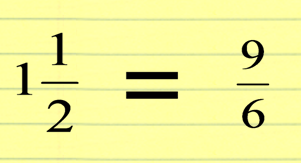 1 1/2 = 9/6